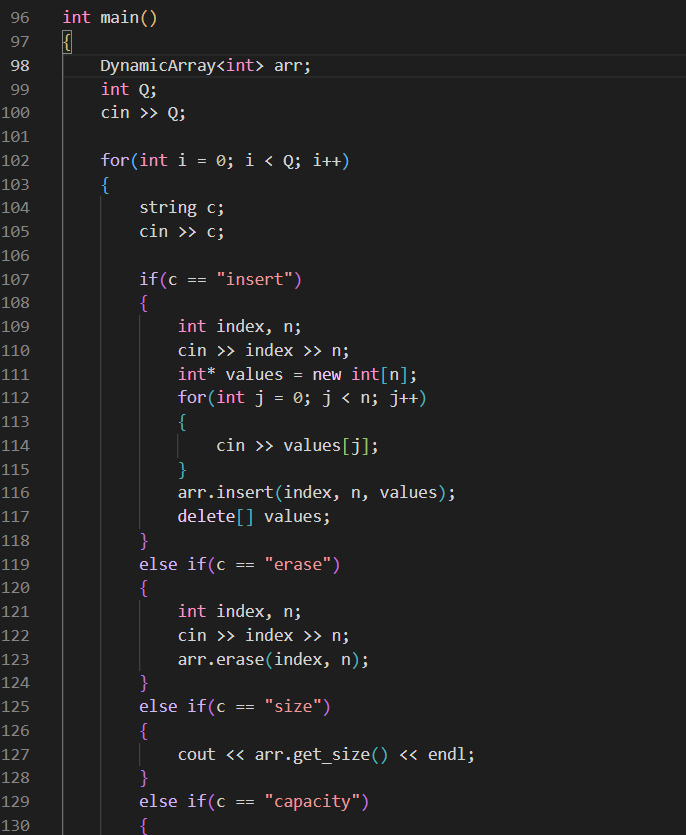 96 int main()
97 {
98     DynamicArray<int> arr;
99     int Q;
100     cin >> Q;
101
102     for(int i = 0; i < Q; i++)
103     {
104         string c;
105         cin >> c;
106
107         if(c == "insert")
108         {
109             int index, n;
110             cin >> index >> n;
111             int* values = new int[n];
112             for(int j = 0; j < n; j++)
113             {
114                 cin >> values[j];
115             }
116             arr.insert(index, n, values);
117             delete[] values;
118         }
119         else if(c == "erase")
120         {
121             int index, n;
122             cin >> index >> n;
123             arr.erase(index, n);
124         }
125         else if(c == "size")
126         {
127             cout << arr.get_size() << endl;
128         }
129         else if(c == "capacity")
130         {